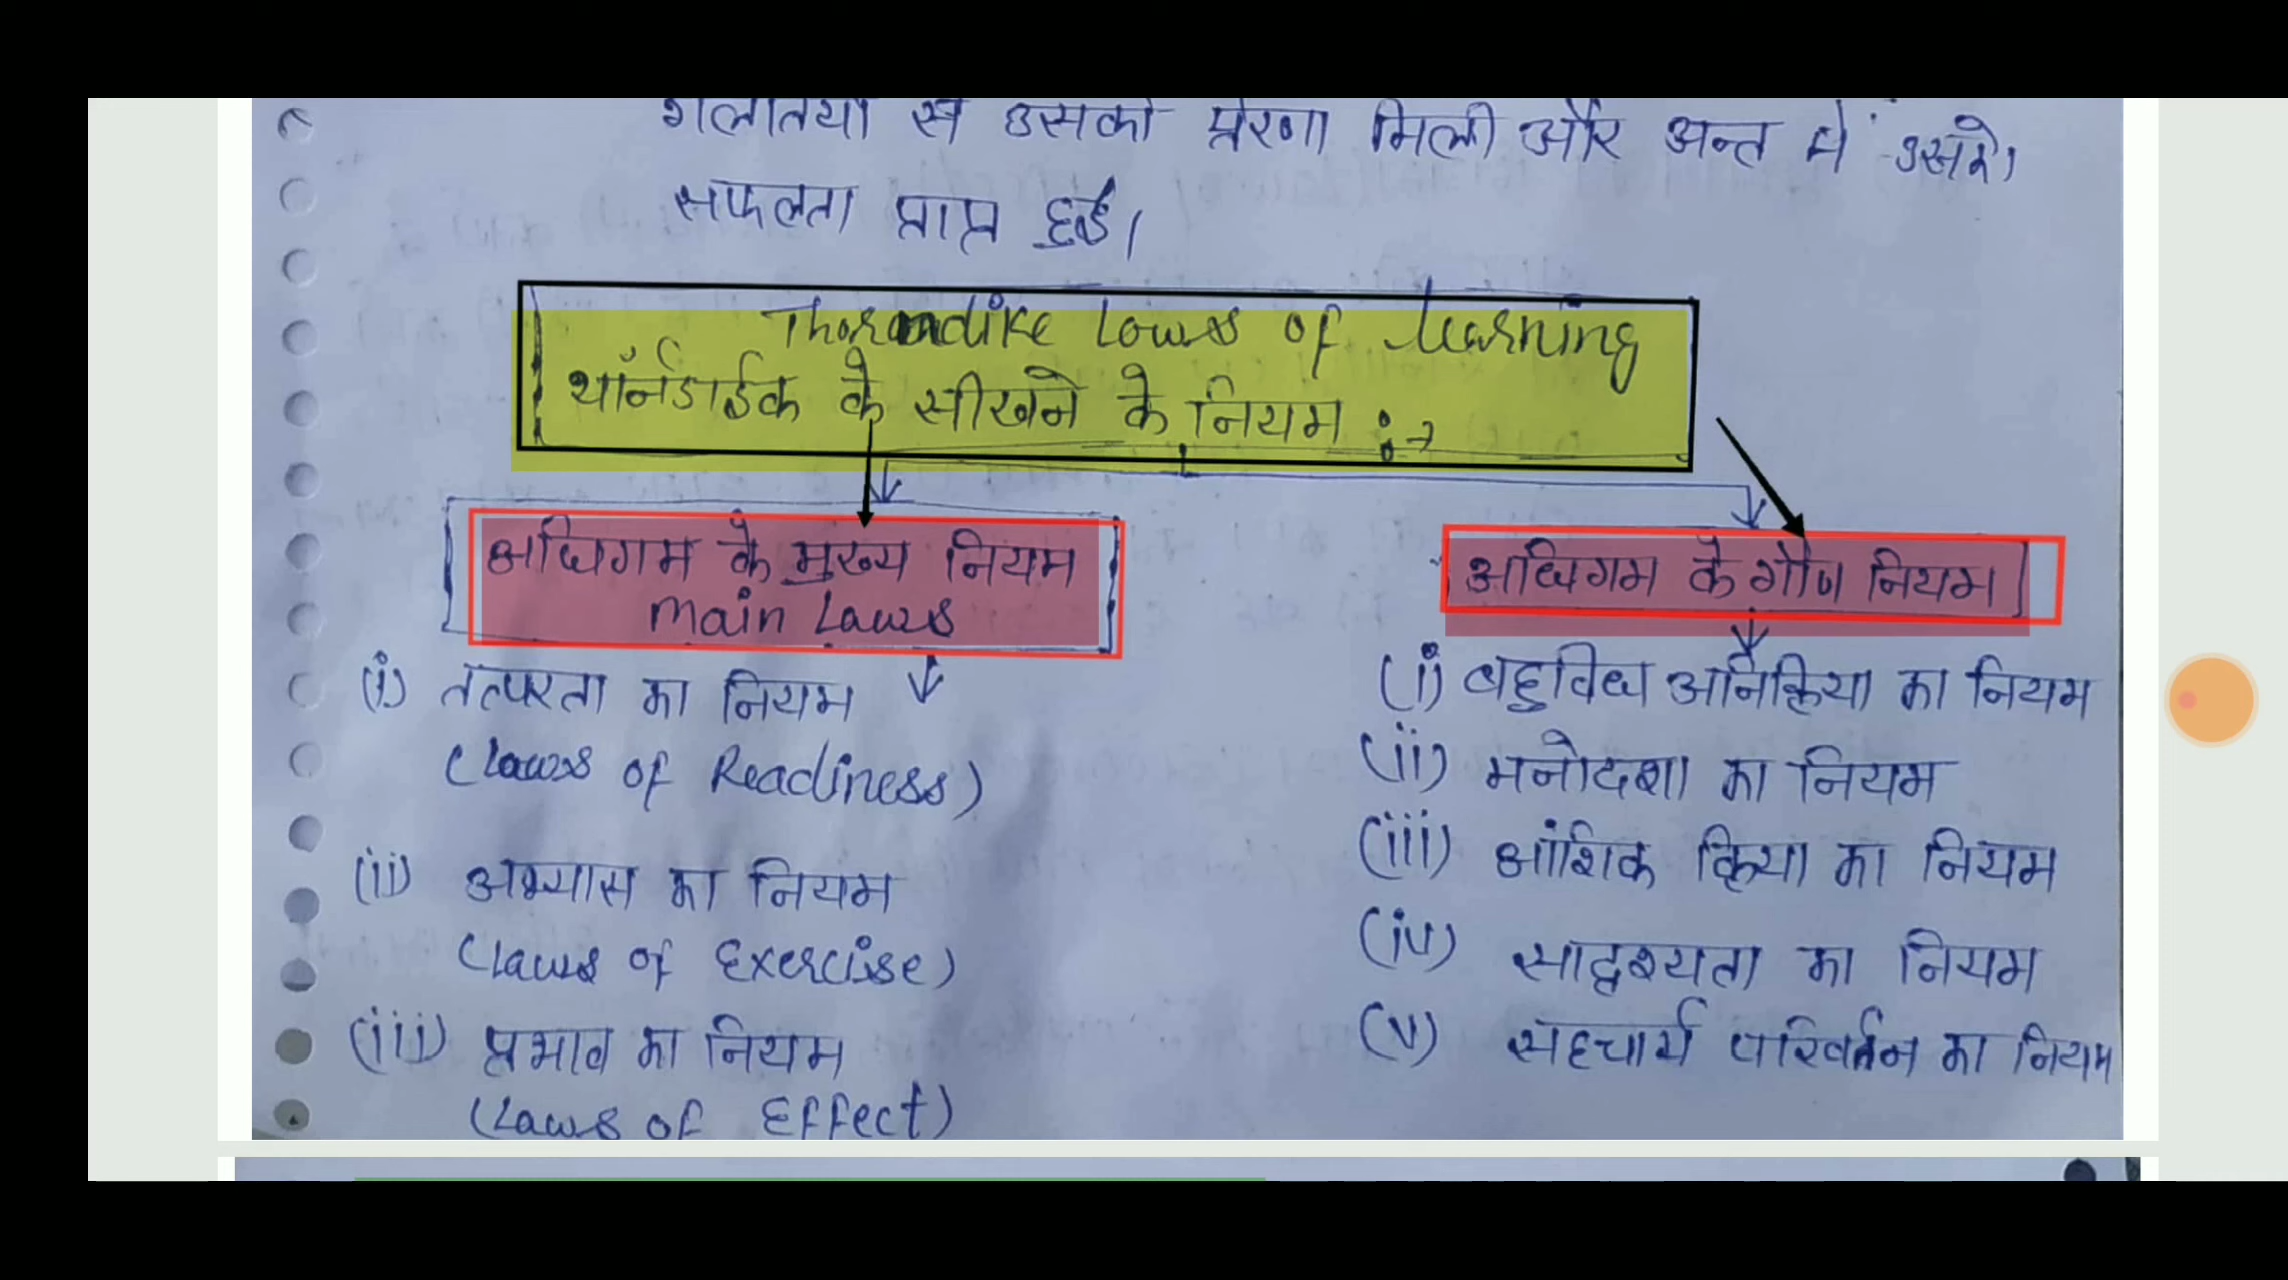 गलतियों से उसको प्रेरणा मिली और अन्त में उसने
सफलता प्राप्त हुई।
Thorandike Laws of learning
थॉर्नडाईक के सीखने के नियम :→
अधिगम के मुख्य नियम
Main Laws
(i) तत्परता का नियम
(Laws of Readiness)
(ii) अभ्यास का नियम
(Laws of Exercise)
(iii) प्रभाव का नियम
(Laws of Effect)
अधिगम के गौण नियम
(i) बहुविध अनिक्रिया का नियम
(ii) मनोदशा का नियम
(iii) आंशिक क्रिया का नियम
(iv) सादृश्यता का नियम
(v) सहचार्य परिवर्तन का नियम